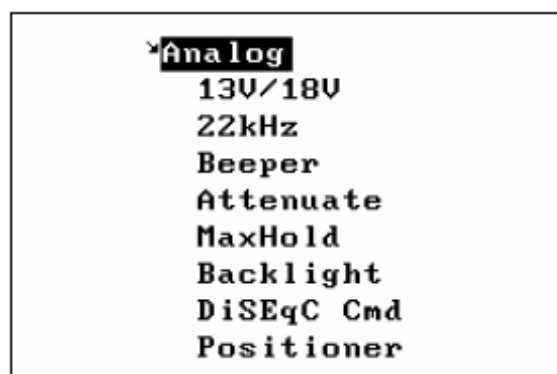 Analog
13V/18V
22kHz
Beeper
Attenuate
MaxHold
Backlight
DiSEqC Cmd
Positioner